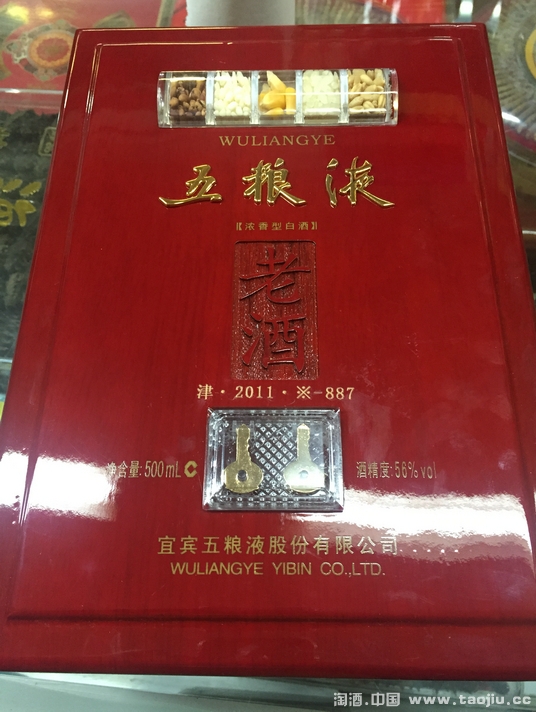 WULIANGYE
五粮液
【浓香型白酒】
老酒
津·2011·※-887
净含量:500mL C 酒精度:56%vol
宜宾五粮液股份有限公司
WULIANGYE YIBIN CO.,LTD.
淘酒.中国 www.taojiu.cc